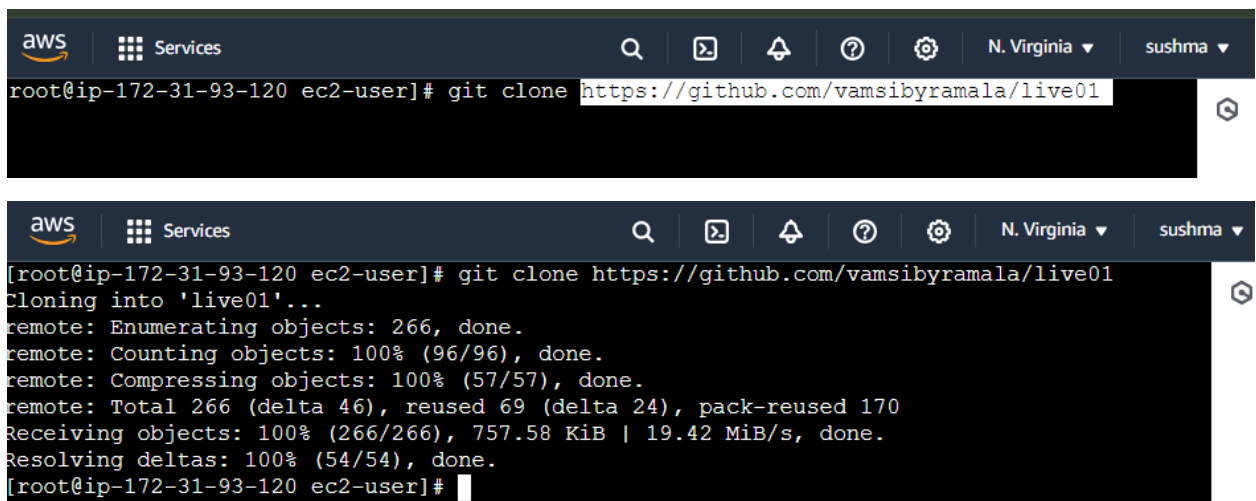 aws Services N. Virginia ▼ sushma ▼
root@ip-172-31-93-120 ec2-user]# git clone https://github.com/vamsibyramala/live01
aws Services N. Virginia ▼ sushma ▼
[root@ip-172-31-93-120 ec2-user]# git clone https://github.com/vamsibyramala/live01
Cloning into 'live01'...
remote: Enumerating objects: 266, done.
remote: Counting objects: 100% (96/96), done.
remote: Compressing objects: 100% (57/57), done.
remote: Total 266 (delta 46), reused 69 (delta 24), pack-reused 170
Receiving objects: 100% (266/266), 757.58 KiB | 19.42 MiB/s, done.
Resolving deltas: 100% (54/54), done.
[root@ip-172-31-93-120 ec2-user]#